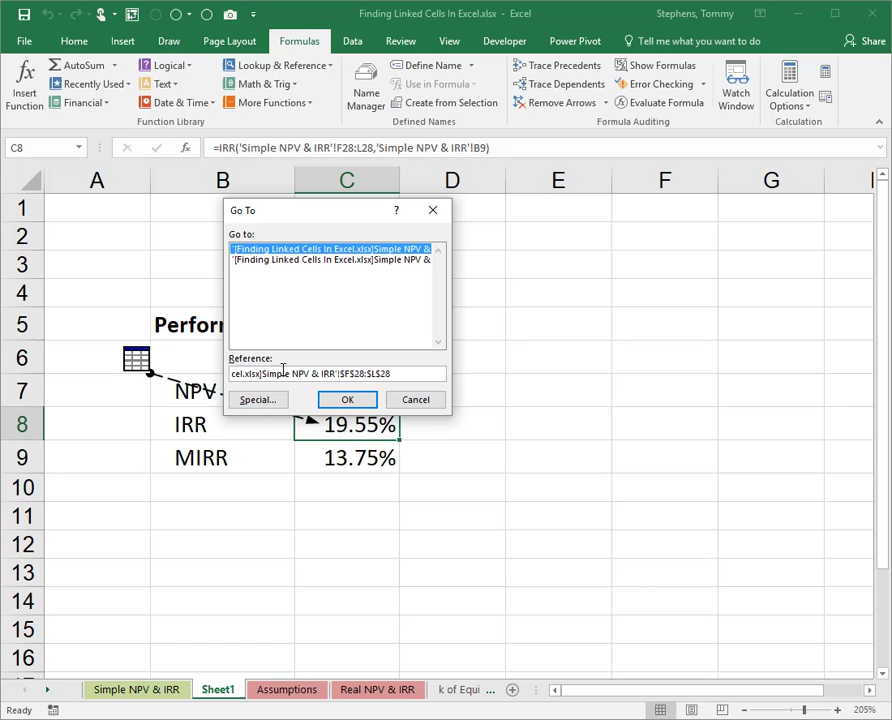 Finding Linked Cells In Excel.xlsx - Excel
Stephens, Tommy
File Home Insert Draw Page Layout Formulas Data Review View Developer Power Pivot Tell me what you want to do Share
Insert Function
AutoSum
Recently Used
Financial
Logical
Text
Date & Time
Lookup & Reference
Math & Trig
More Functions
Function Library
Name Manager
Define Name
Use in Formula
Create from Selection
Defined Names
Trace Precedents
Trace Dependents
Remove Arrows
Show Formulas
Error Checking
Evaluate Formula
Formula Auditing
Watch Window
Calculation Options
Calculation
C8
fx
=IRR('Simple NPV & IRR'!F28:L28,'Simple NPV & IRR'!B9)
A B C D E F G
1
2
3
4
5 Perfor
6
7 NPV
8 IRR 19.55%
9 MIRR 13.75%
10
11
12
13
14
15
16
Go To
?
Go to:
'[Finding Linked Cells In Excel.xlsx]Simple NPV &
'[Finding Linked Cells In Excel.xlsx]Simple NPV &
Reference:
cel.xlsx]Simple NPV & IRR'!$F$28:$L$28
Special... OK Cancel
Simple NPV & IRR Sheet1 Assumptions Real NPV & IRR k of Equi ...
Ready
205%